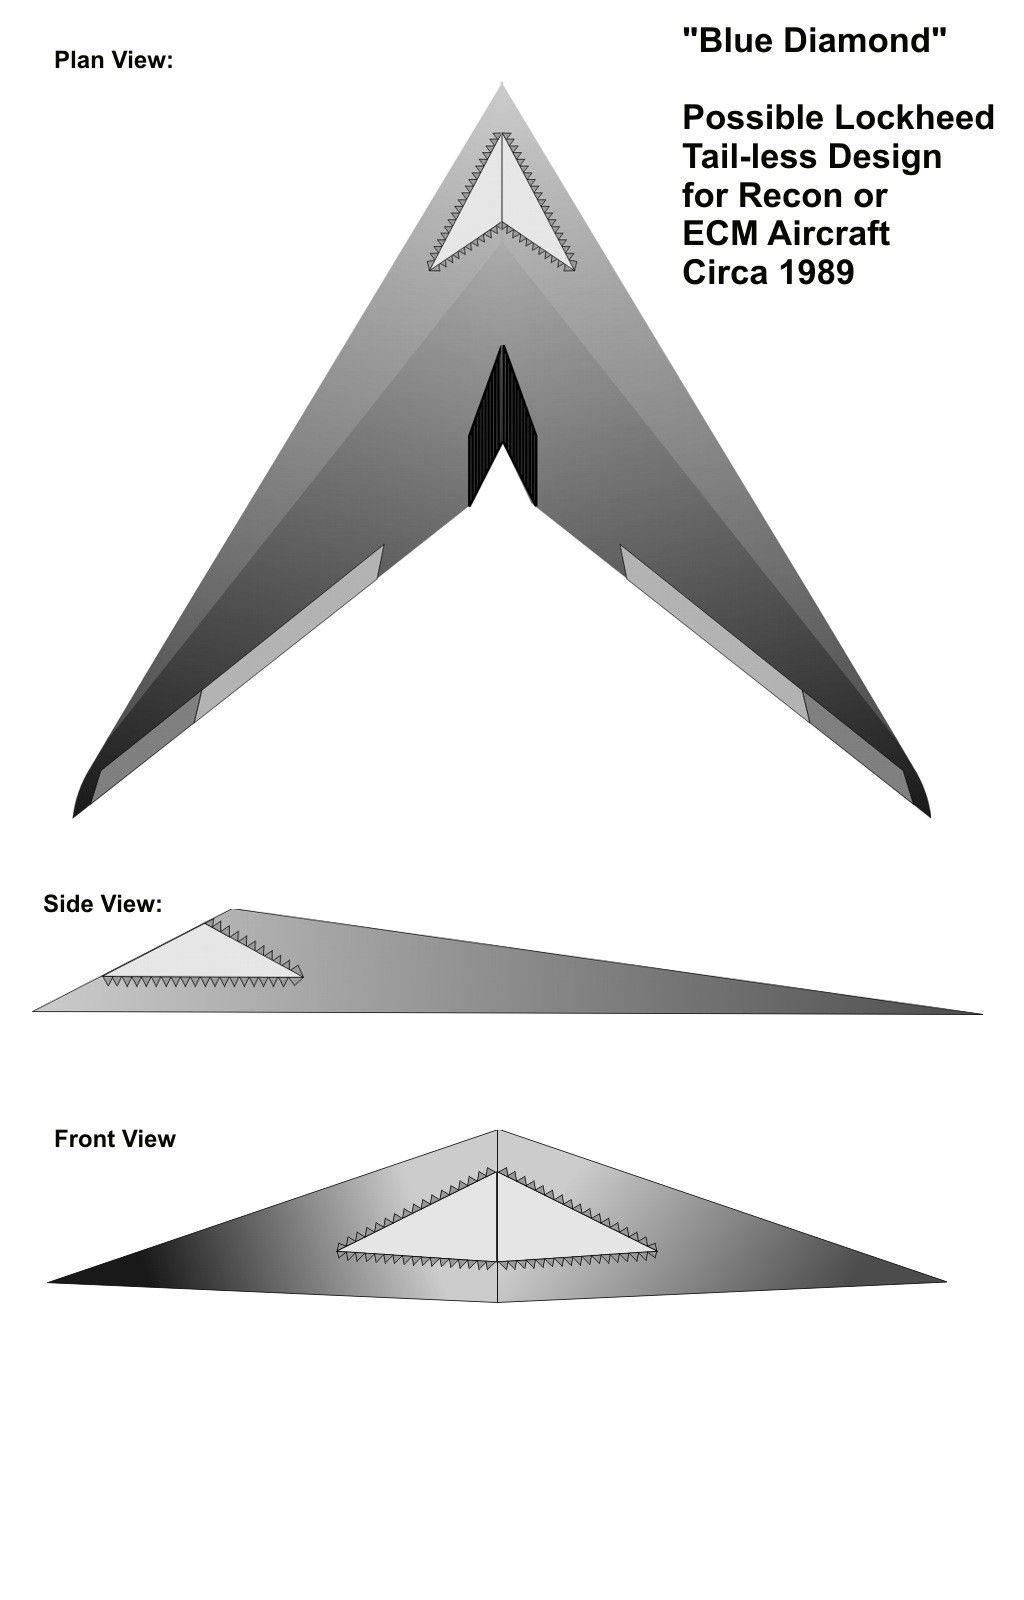 "Blue Diamond"
Plan View:
Possible Lockheed
Tail-less Design
for Recon or
ECM Aircraft
Circa 1989
Side View:
Front View